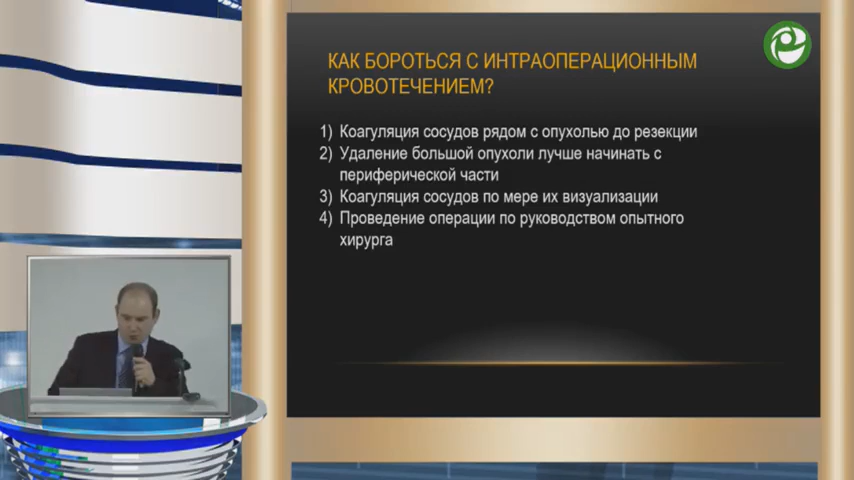 КАК БОРОТЬСЯ С ИНТРАОПЕРАЦИОННЫМ
КРОВОТЕЧЕНИЕМ?
1) Коагуляция сосудов рядом с опухолью до резекции
2) Удаление большой опухоли лучше начинать с
периферической части
3) Коагуляция сосудов по мере их визуализации
4) Проведение операции по руководством опытного
хирурга